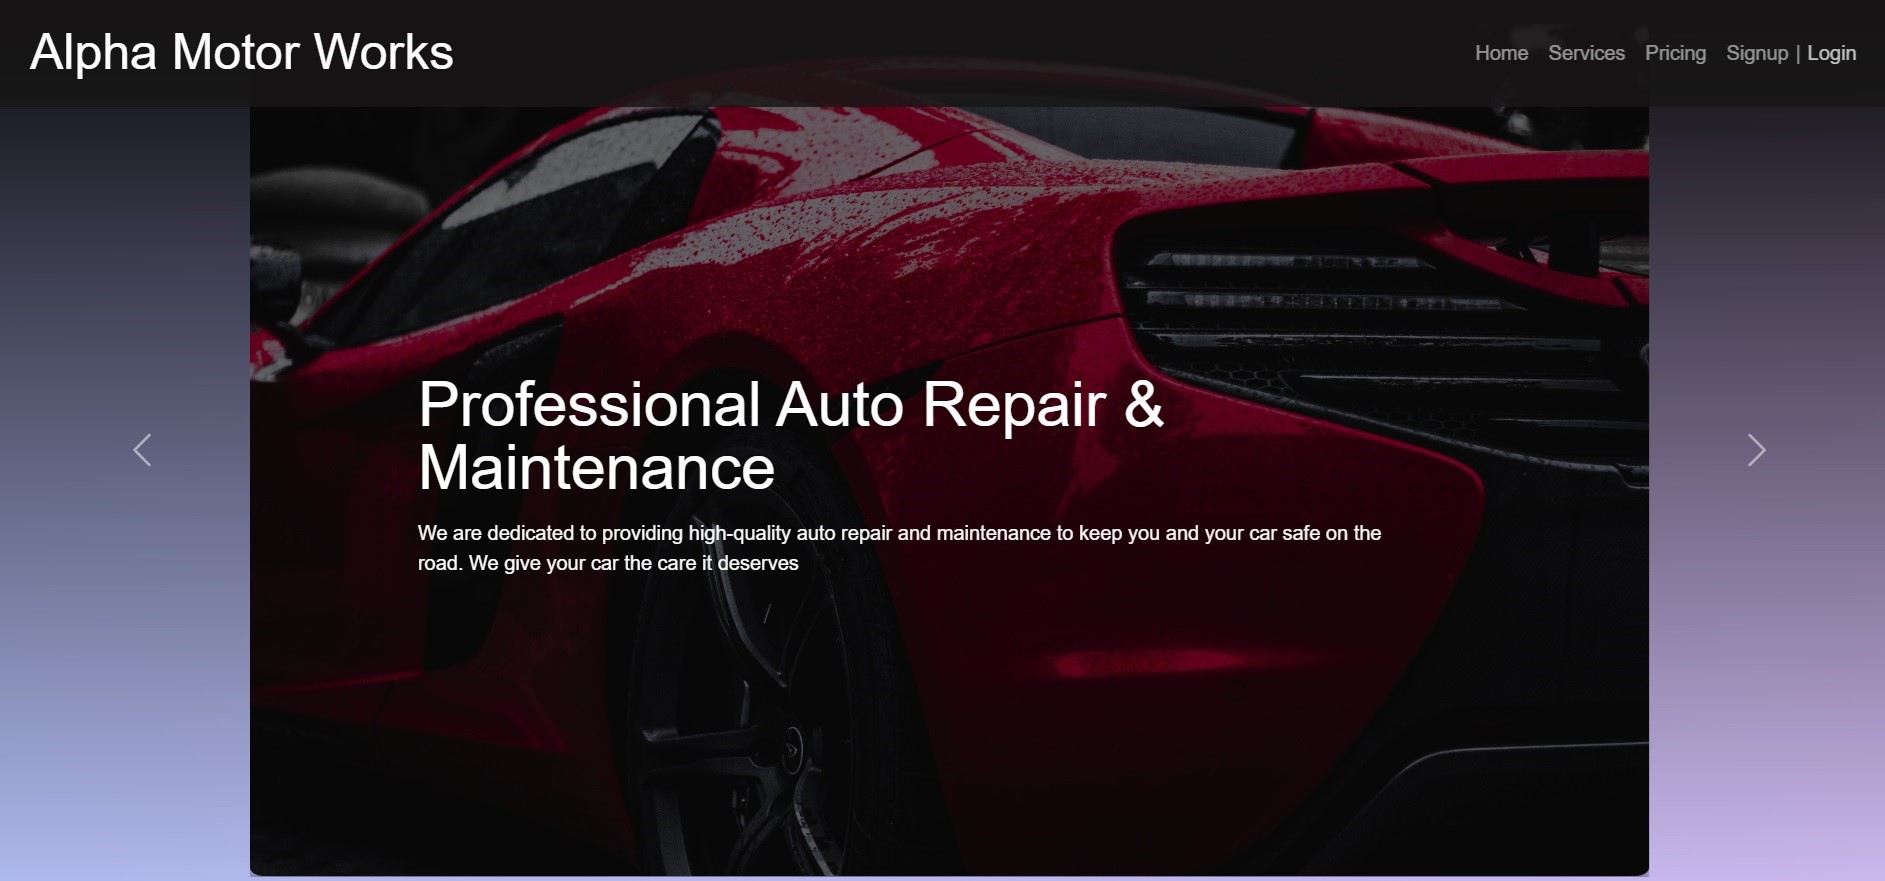 Alpha Motor Works
Home Services Pricing Signup | Login
Professional Auto Repair &
Maintenance
We are dedicated to providing high-quality auto repair and maintenance to keep you and your car safe on the
road. We give your car the care it deserves